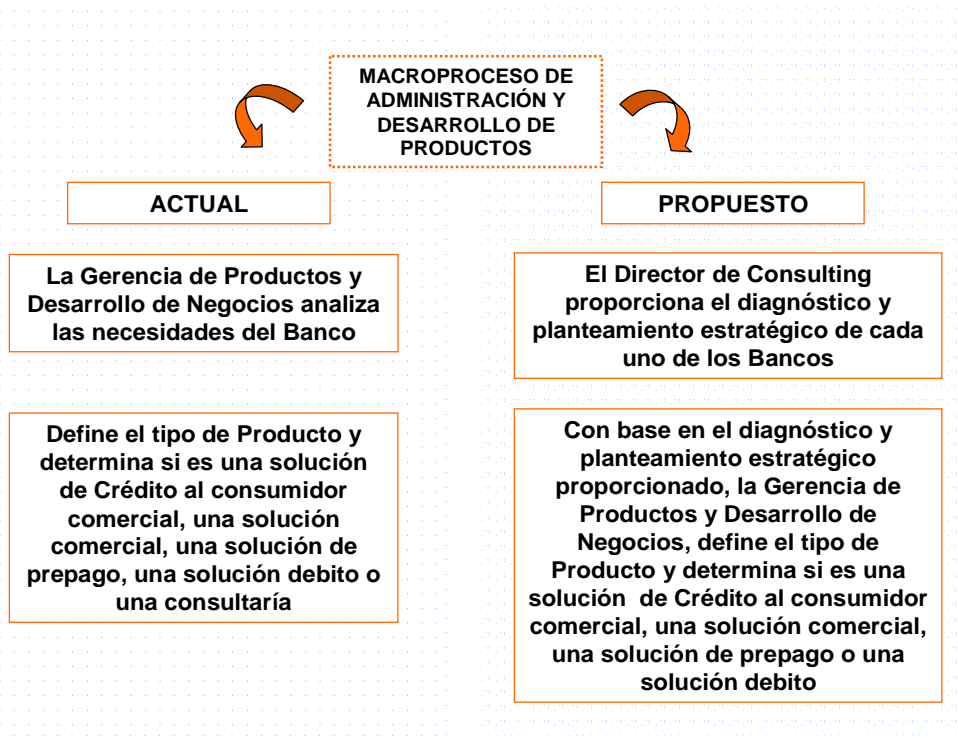 MACROPROCESO DE
ADMINISTRACIÓN Y
DESARROLLO DE
PRODUCTOS
ACTUAL
La Gerencia de Productos y
Desarrollo de Negocios analiza
las necesidades del Banco
Define el tipo de Producto y
determina si es una solución
de Crédito al consumidor
comercial, una solución
comercial, una solución de
prepago, una solución debito o
una consultaría
PROPUESTO
El Director de Consulting
proporciona el diagnóstico y
planteamiento estratégico de cada
uno de los Bancos
Con base en el diagnóstico y
planteamiento estratégico
proporcionado, la Gerencia de
Productos y Desarrollo de
Negocios, define el tipo de
Producto y determina si es una
solución  de Crédito al consumidor
comercial, una solución comercial,
una solución de prepago o una
solución debito